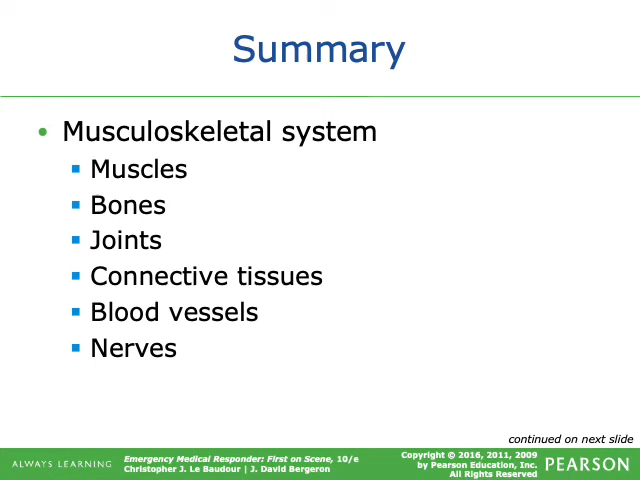 Summary
• Musculoskeletal system
▪ Muscles
▪ Bones
▪ Joints
▪ Connective tissues
▪ Blood vessels
▪ Nerves
continued on next slide
ALWAYS LEARNING
Emergency Medical Responder: First on Scene, 10/e
Christopher J. Le Baudour | J. David Bergeron
Copyright © 2016, 2011, 2009
by Pearson Education, Inc.
All Rights Reserved
PEARSON